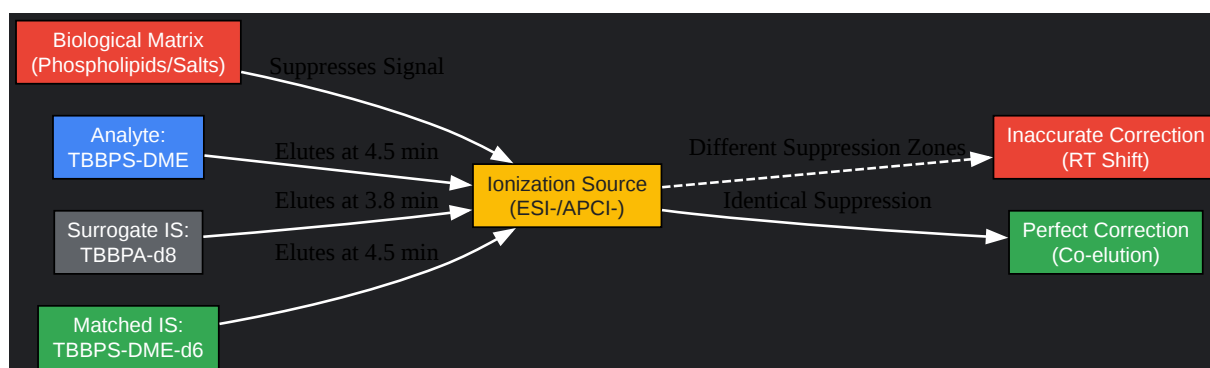 Biological Matrix
(Phospholipids/Salts)
Suppresses Signal
Analyte:
TBBPS-DME
Elutes at 4.5 min
Surrogate IS:
TBBPA-d8
Elutes at 3.8 min
Matched IS:
TBBPS-DME-d6
Elutes at 4.5 min
Ionization Source
(ESI-/APCI-)
Different Suppression Zones
Identical Suppression
Inaccurate Correction
(RT Shift)
Perfect Correction
(Co-elution)